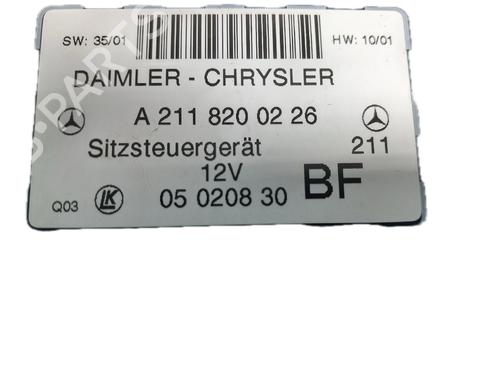 SW: 35/01 HW: 10/01
DAIMLER - CHRYSLER
A 211 820 02 26
Sitzsteuergerät 211
12V
05 0208 30 BF
Q03 LK